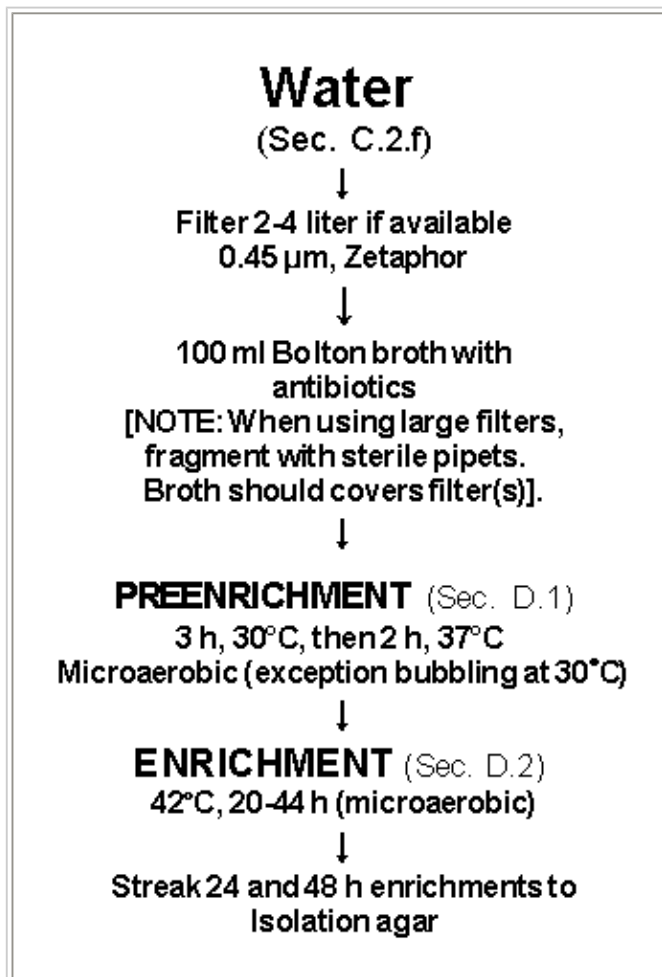 Water
(Sec. C.2.f)
↓
Filter 2-4 liter if available
0.45 µm, Zetaphor
↓
100 ml Bolton broth with
antibiotics
[NOTE: When using large filters,
fragment with sterile pipets.
Broth should covers filter(s)].
↓
PREENRICHMENT (Sec. D.1)
3 h, 30°C, then 2 h, 37°C
Microaerobic (exception bubbling at 30°C)
↓
ENRICHMENT (Sec. D.2)
42°C, 20-44 h (microaerobic)
↓
Streak 24 and 48 h enrichments to
Isolation agar